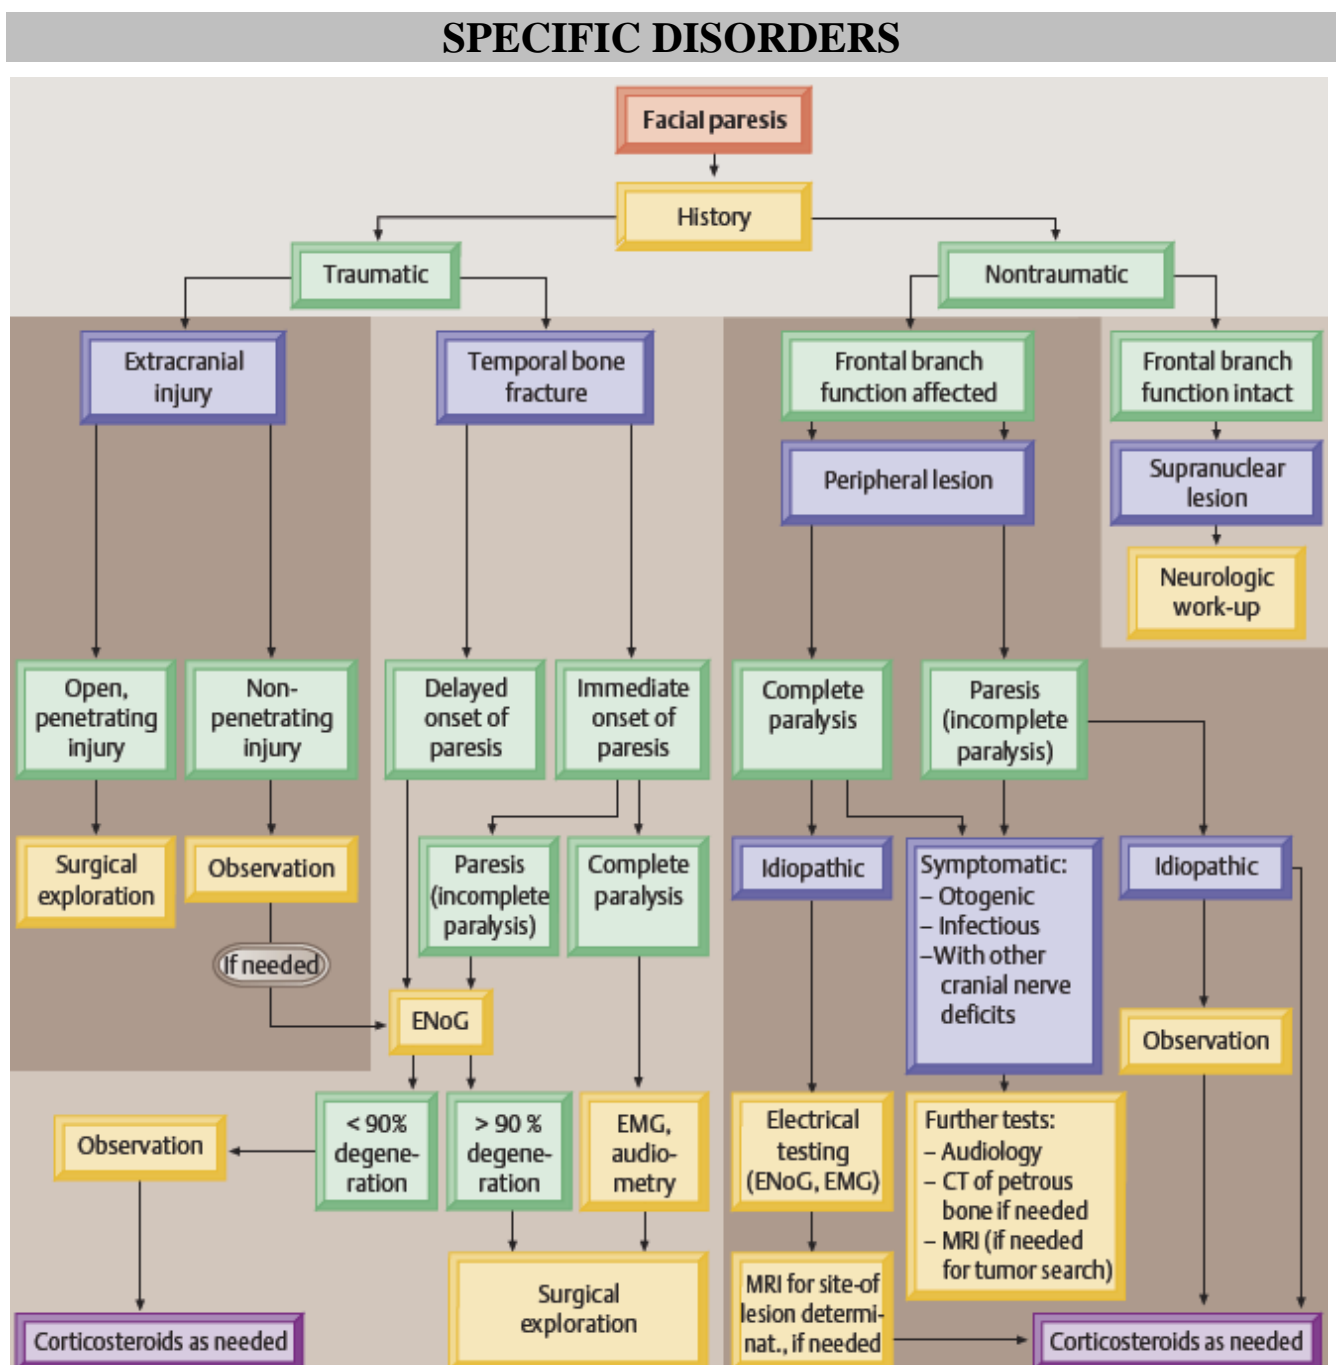 SPECIFIC DISORDERS
Facial paresis
History
Traumatic
Nontraumatic
Extracranial
injury
Temporal bone
fracture
Frontal branch
function affected
Frontal branch
function intact
Peripheral lesion
Supranuclear
lesion
Neurologic
work-up
Open,
penetrating
injury
Non-
penetrating
injury
Delayed
onset of
paresis
Immediate
onset of
paresis
Complete
paralysis
Paresis
(incomplete
paralysis)
Surgical
exploration
Observation
Paresis
(incomplete
paralysis)
Complete
paralysis
Idiopathic
Symptomatic:
– Otogenic
– Infectious
–With other
cranial nerve
deficits
Idiopathic
If needed
ENoG
Observation
Observation
< 90%
degene-
ration
> 90 %
degene-
ration
EMG,
audio-
metry
Electrical
testing
(ENoG, EMG)
Further tests:
– Audiology
– CT of petrous
bone if needed
– MRI (if needed
for tumor search)
Surgical
exploration
MRI for site-of
lesion determi-
nat., if needed
Corticosteroids as needed
Corticosteroids as needed